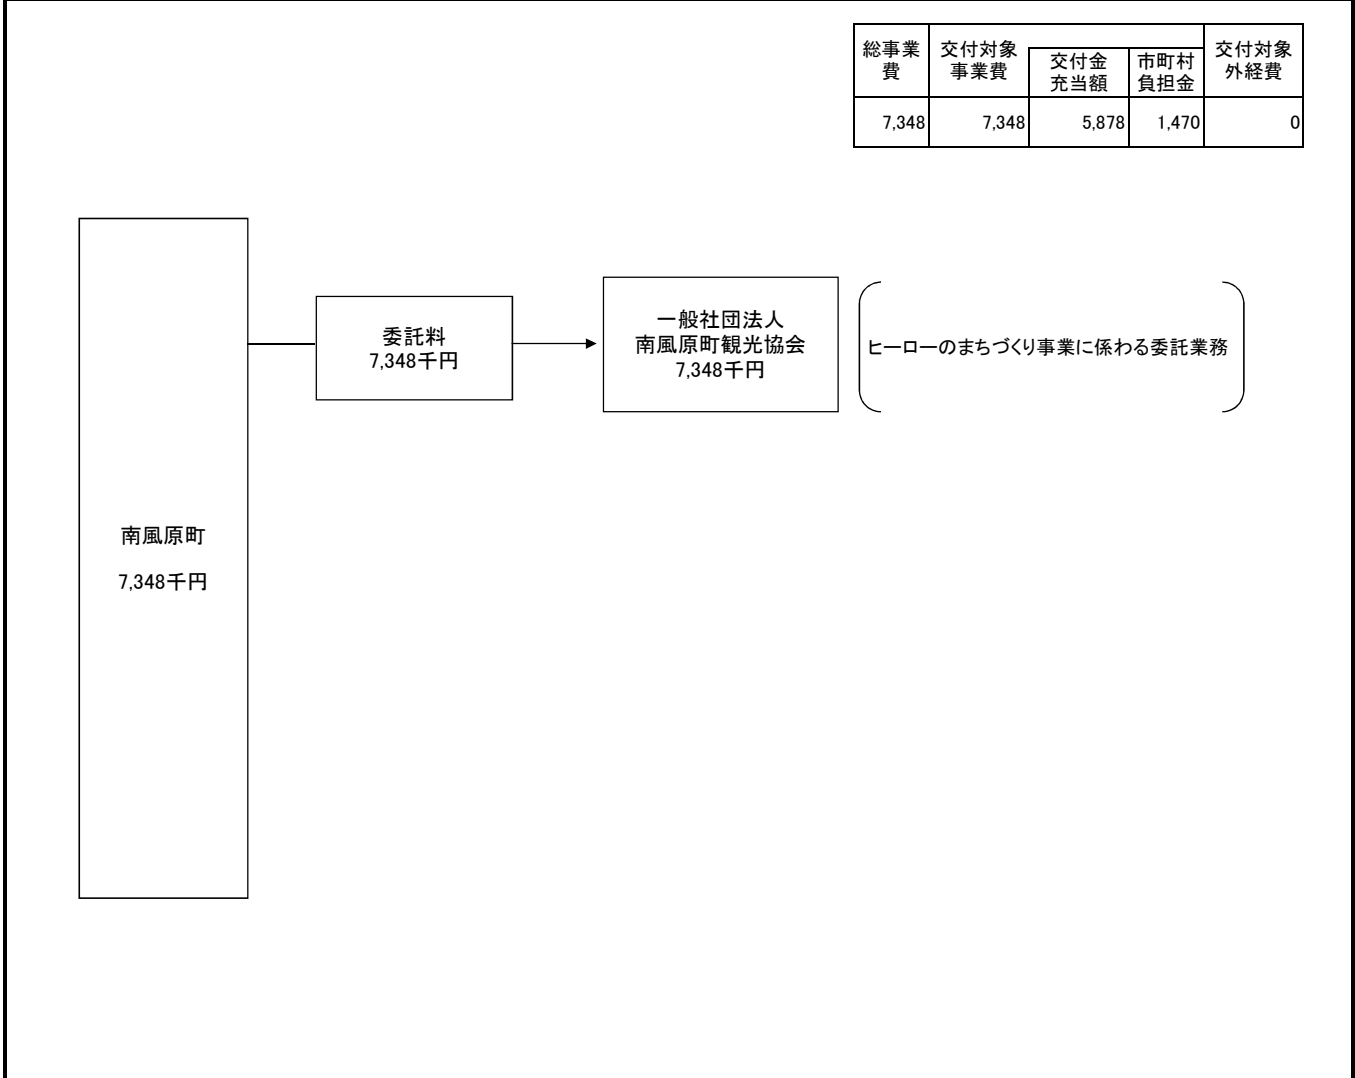 総事業
費
交付対象
事業費
交付金
充当額
市町村
負担金
交付対象
外経費
7,348
7,348
5,878
1,470
0
委託料
7,348千円
一般社団法人
南風原町観光協会
7,348千円
ヒーローのまちづくり事業に係わる委託業務
南風原町
7,348千円